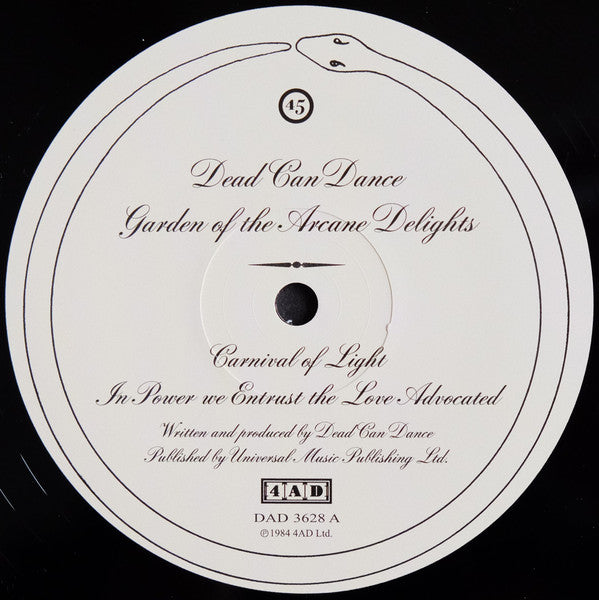 45
Dead Can Dance
Garden of the Arcane Delights
Carnival of Light
In Power we Entrust the Love Advocated
Written and produced by Dead Can Dance
Published by Universal Music Publishing Ltd.
4AD
DAD 3628 A
℗1984 4AD Ltd.